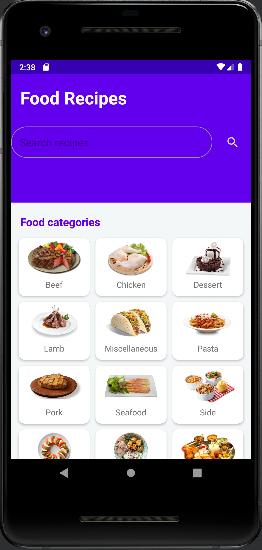 2:38
Food Recipes
Search recipes
Food categories
Beef
Chicken
Dessert
Lamb
Miscellaneous
Pasta
Pork
Seafood
Side